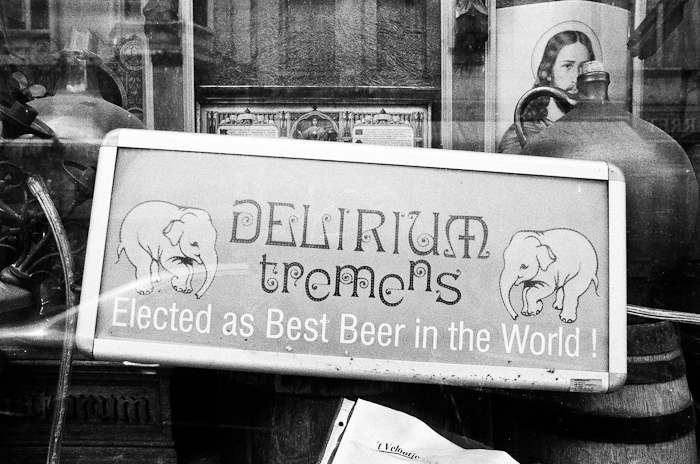 DELIRIUM
tremens
Elected as Best Beer in the World !